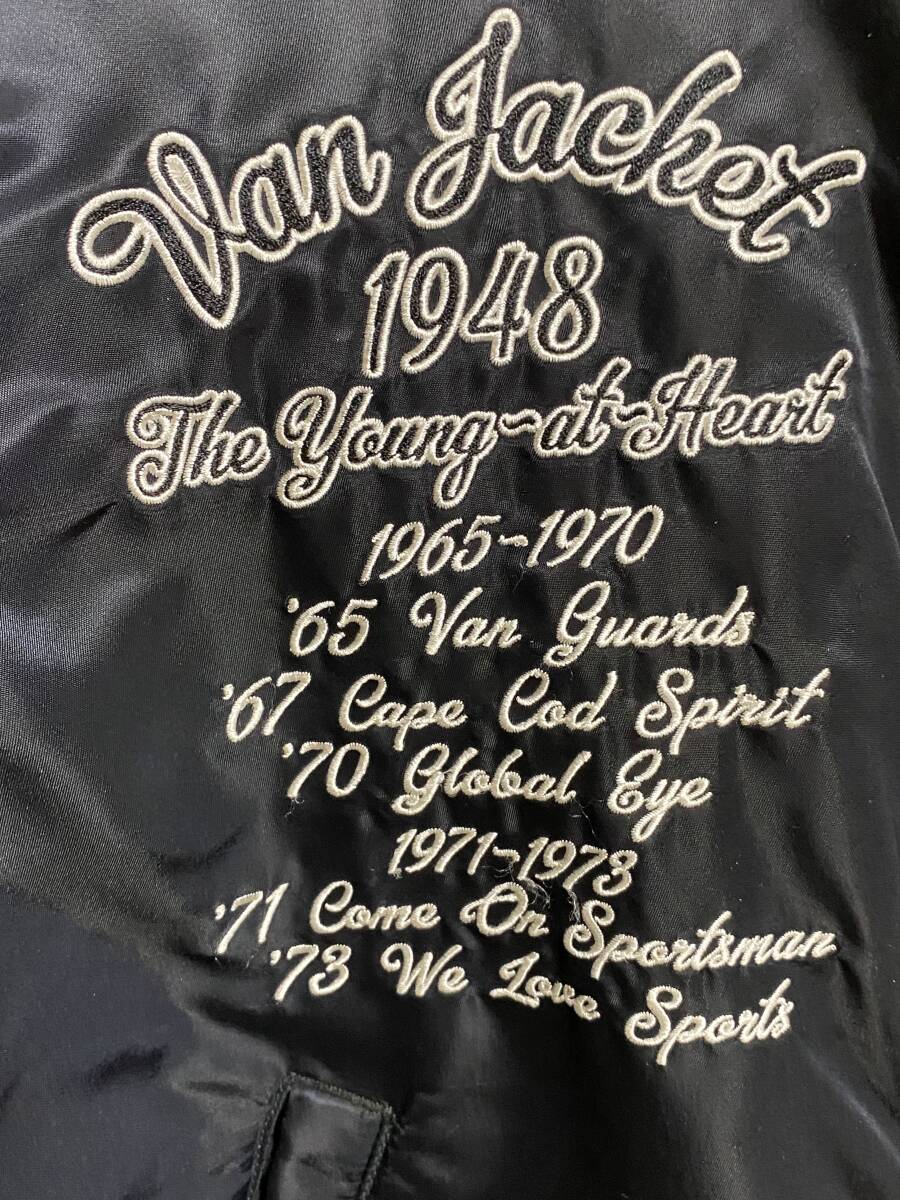 Van Jacket
1948
The Young~at~Heart
1965~1970
'65 Van Guards
'67 Cape Cod Spirit
'70 Global Eye
1971~1973
'71 Come On Sportsman
'73 We Love Sports